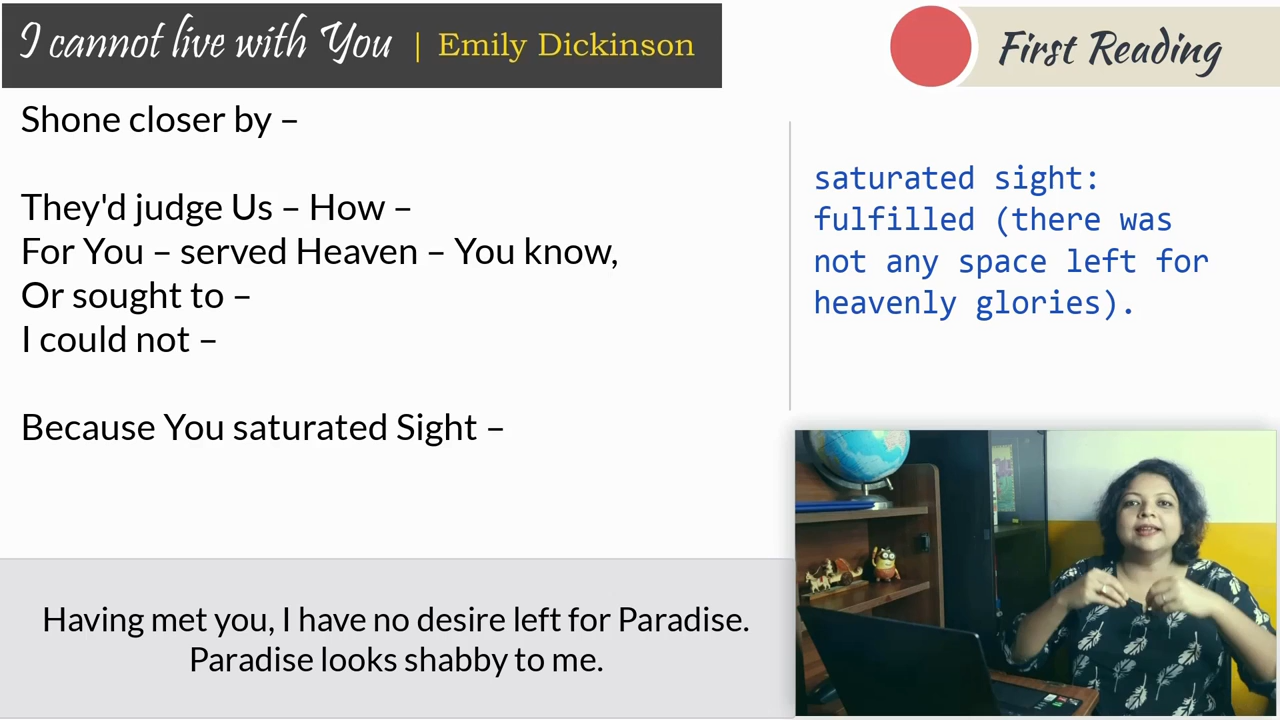 I cannot live with You | Emily Dickinson
First Reading
Shone closer by –
They'd judge Us – How –
For You – served Heaven – You know,
Or sought to –
I could not –
Because You saturated Sight –
saturated sight:
fulfilled (there was
not any space left for
heavenly glories).
Having met you, I have no desire left for Paradise.
Paradise looks shabby to me.